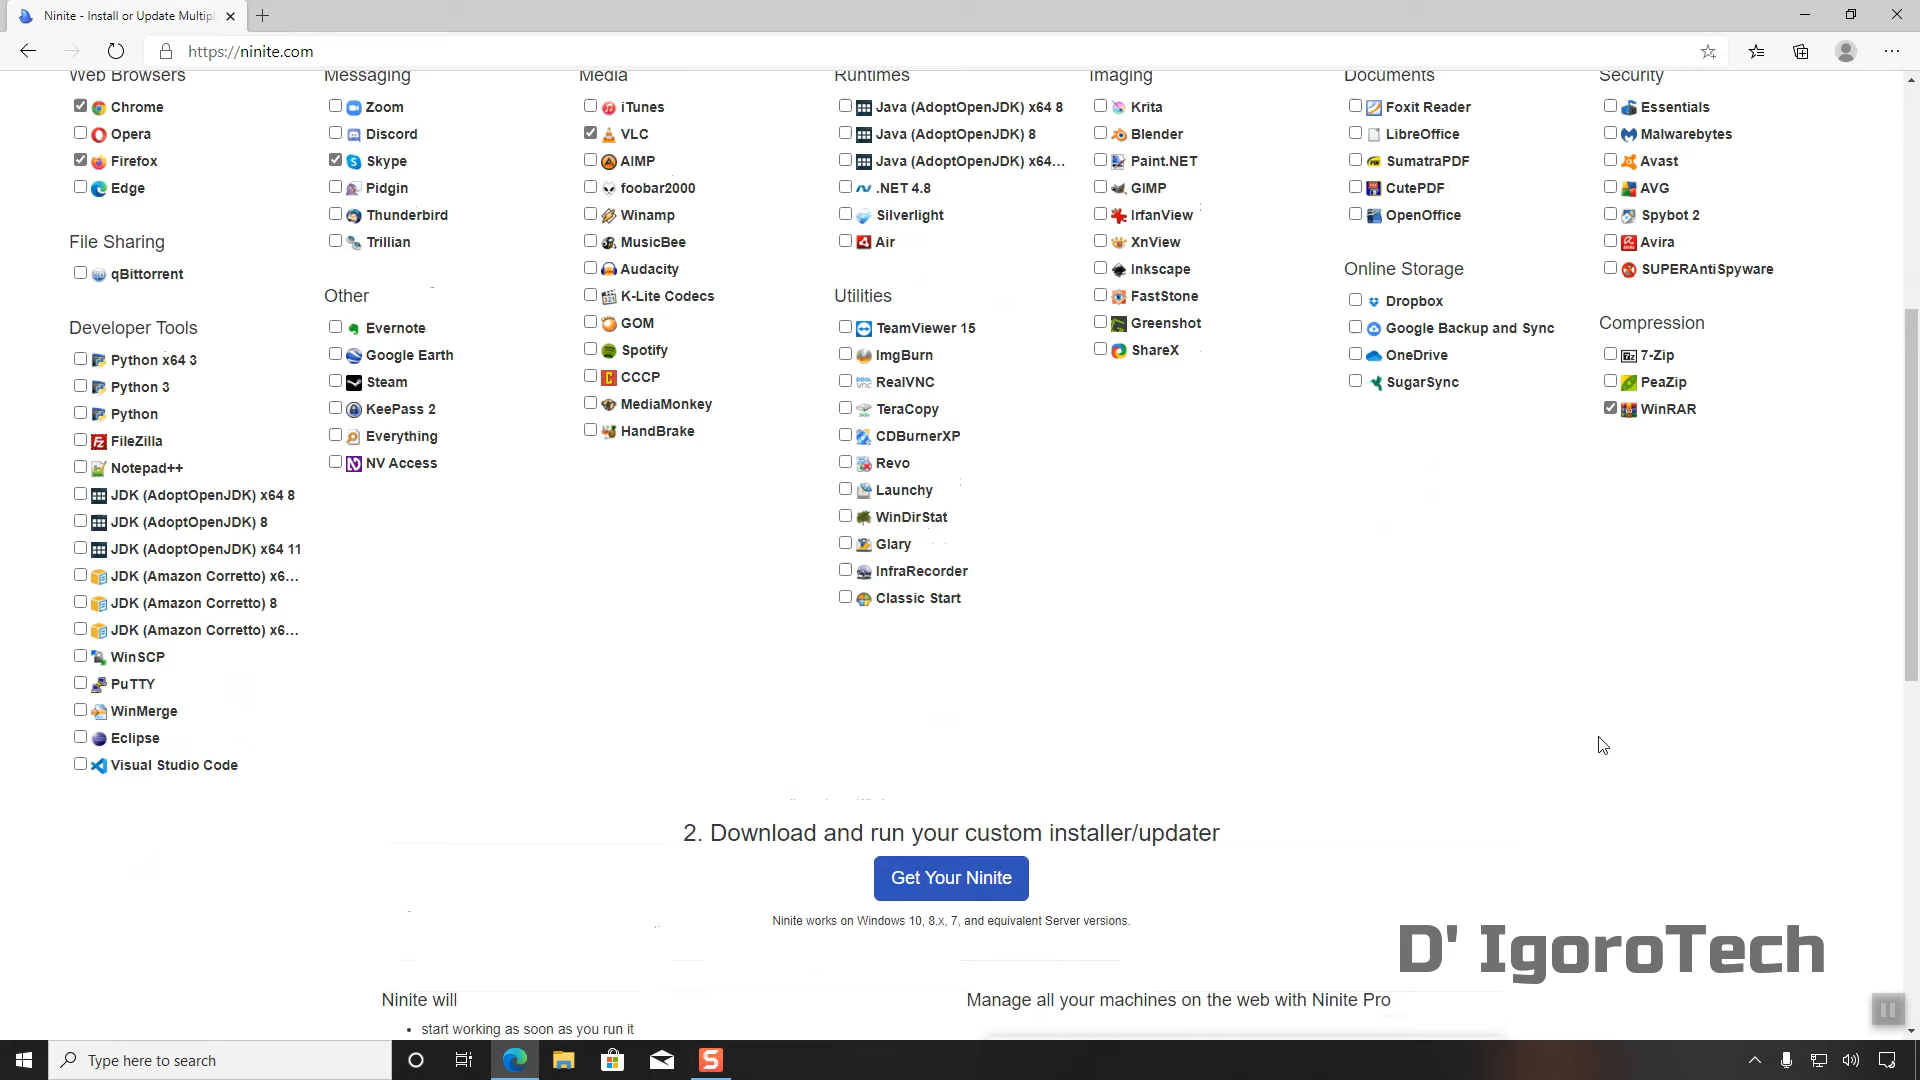 Ninite - Install or Update Multipl
https://ninite.com
Web Browsers
Chrome
Opera
Firefox
Edge
File Sharing
qBittorrent
Developer Tools
Python x64 3
Python 3
Python
FileZilla
Notepad++
JDK (AdoptOpenJDK) x64 8
JDK (AdoptOpenJDK) 8
JDK (AdoptOpenJDK) x64 11
JDK (Amazon Corretto) x6...
JDK (Amazon Corretto) 8
JDK (Amazon Corretto) x6...
WinSCP
PuTTY
WinMerge
Eclipse
Visual Studio Code
Messaging
Zoom
Discord
Skype
Pidgin
Thunderbird
Trillian
Other
Evernote
Google Earth
Steam
KeePass 2
Everything
NV Access
Media
iTunes
VLC
AIMP
foobar2000
Winamp
MusicBee
Audacity
K-Lite Codecs
GOM
Spotify
CCCP
MediaMonkey
HandBrake
Runtimes
Java (AdoptOpenJDK) x64 8
Java (AdoptOpenJDK) 8
Java (AdoptOpenJDK) x64...
.NET 4.8
Silverlight
Air
Utilities
TeamViewer 15
ImgBurn
RealVNC
TeraCopy
CDBurnerXP
Revo
Launchy
WinDirStat
Glary
InfraRecorder
Classic Start
Imaging
Krita
Blender
Paint.NET
GIMP
IrfanView
XnView
Inkscape
FastStone
Greenshot
ShareX
Documents
Foxit Reader
LibreOffice
SumatraPDF
CutePDF
OpenOffice
Online Storage
Dropbox
Google Backup and Sync
OneDrive
SugarSync
Security
Essentials
Malwarebytes
Avast
AVG
Spybot 2
Avira
SUPERAntiSpyware
Compression
7-Zip
PeaZip
WinRAR
2. Download and run your custom installer/updater
Get Your Ninite
Ninite works on Windows 10, 8.x, 7, and equivalent Server versions.
D' IgoroTech
Ninite will
• start working as soon as you run it
Manage all your machines on the web with Ninite Pro
Type here to search